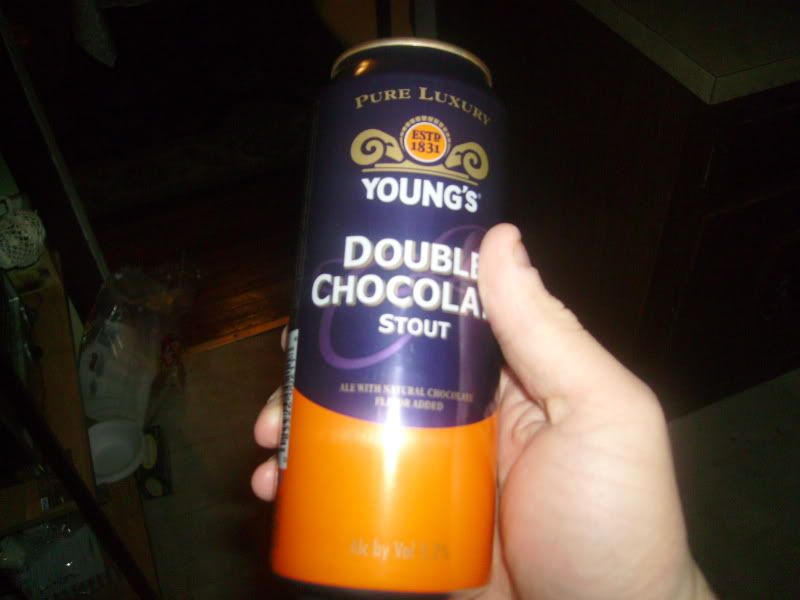 PURE LUXURY
ESTD
1831
YOUNG'S
DOUBLE
CHOCOLA
STOUT
ALE WITH NATURAL CHOCOLATE
FLAVOR ADDED
Alc by Vol